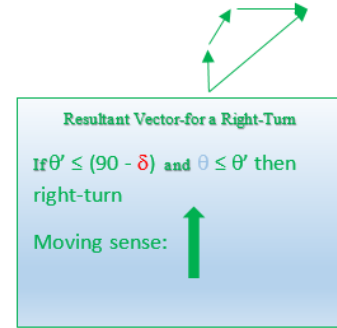 Resultant Vector-for a Right-Turn
If θ' ≤ (90 - δ) and θ ≤ θ' then
right-turn
Moving sense: